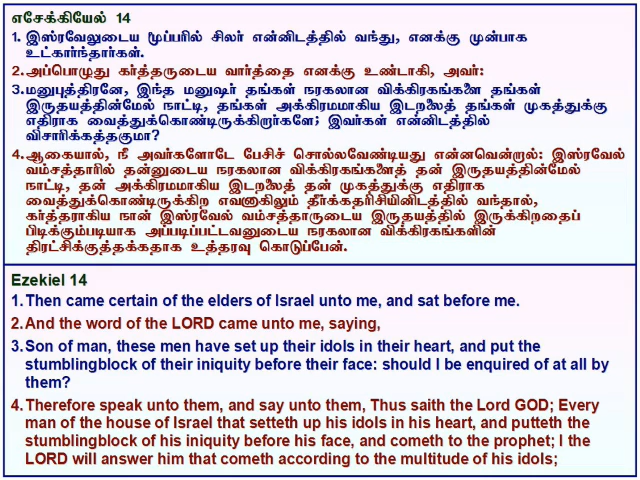 எசேக்கியேல் 14
1. இஸ்ரவேலுடைய மூப்பரில் சிலர் என்னிடத்தில் வந்து, எனக்கு முன்பாக
உட்கார்ந்தார்கள்.
2.அப்பொழுது கர்த்தருடைய வார்த்தை எனக்கு உண்டாகி, அவர்:
3.மனுபுத்திரனே, இந்த மனுஷர் தங்கள் நரகலான விக்கிரகங்களை தங்கள்
இருதயத்தின்மேல் நாட்டி, தங்கள் அக்கிரமமாகிய இடறலைத் தங்கள் முகத்துக்கு
எதிராக வைத்துக்கொண்டிருக்கிறார்களே; இவர்கள் என்னிடத்தில்
விசாரிக்கத்தகுமா?
4.ஆகையால், நீ அவர்களோடே பேசிச் சொல்லவேண்டியது என்னவென்றால்: இஸ்ரவேல்
வம்சத்தாரில் தன்னுடைய நரகலான விக்கிரகங்களைத் தன் இருதயத்தின்மேல்
நாட்டி, தன் அக்கிரமமாகிய இடறலைத் தன் முகத்துக்கு எதிராக
வைத்துக்கொண்டிருக்கிற எவனாகிலும் தீர்க்கதரிசியினிடத்தில் வந்தால்,
கர்த்தராகிய நான் இஸ்ரவேல் வம்சத்தாருடைய இருதயத்தில் இருக்கிறதைப்
பிடிக்கும்படியாக அப்படிப்பட்டவனுடைய நரகலான விக்கிரகங்களின்
திரட்சிக்குத்தக்கதாக உத்தரவு கொடுப்பேன்.
Ezekiel 14
1.Then came certain of the elders of Israel unto me, and sat before me.
2.And the word of the LORD came unto me, saying,
3.Son of man, these men have set up their idols in their heart, and put the
stumblingblock of their iniquity before their face: should I be enquired of at all by
them?
4.Therefore speak unto them, and say unto them, Thus saith the Lord GOD; Every
man of the house of Israel that setteth up his idols in his heart, and putteth the
stumblingblock of his iniquity before his face, and cometh to the prophet; I the
LORD will answer him that cometh according to the multitude of his idols;